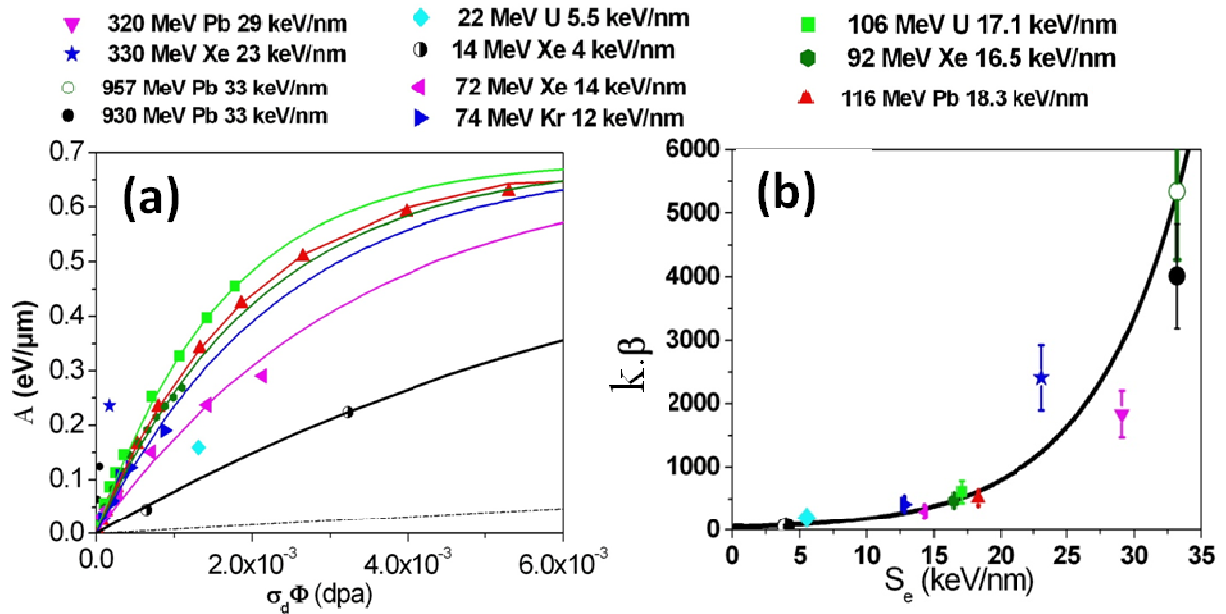 320 MeV Pb 29 keV/nm
330 MeV Xe 23 keV/nm
957 MeV Pb 33 keV/nm
930 MeV Pb 33 keV/nm
22 MeV U 5.5 keV/nm
14 MeV Xe 4 keV/nm
72 MeV Xe 14 keV/nm
74 MeV Kr 12 keV/nm
106 MeV U 17.1 keV/nm
92 MeV Xe 16.5 keV/nm
116 MeV Pb 18.3 keV/nm
(a)
A (eV/μm)
0.7
0.6
0.5
0.4
0.3
0.2
0.1
0.0
0.0 2.0x10⁻³ 4.0x10⁻³ 6.0x10⁻³
σ_dΦ (dpa)
(b)
k.β
6000
5000
4000
3000
2000
1000
0
0 5 10 15 20 25 30 35
S_e (keV/nm)